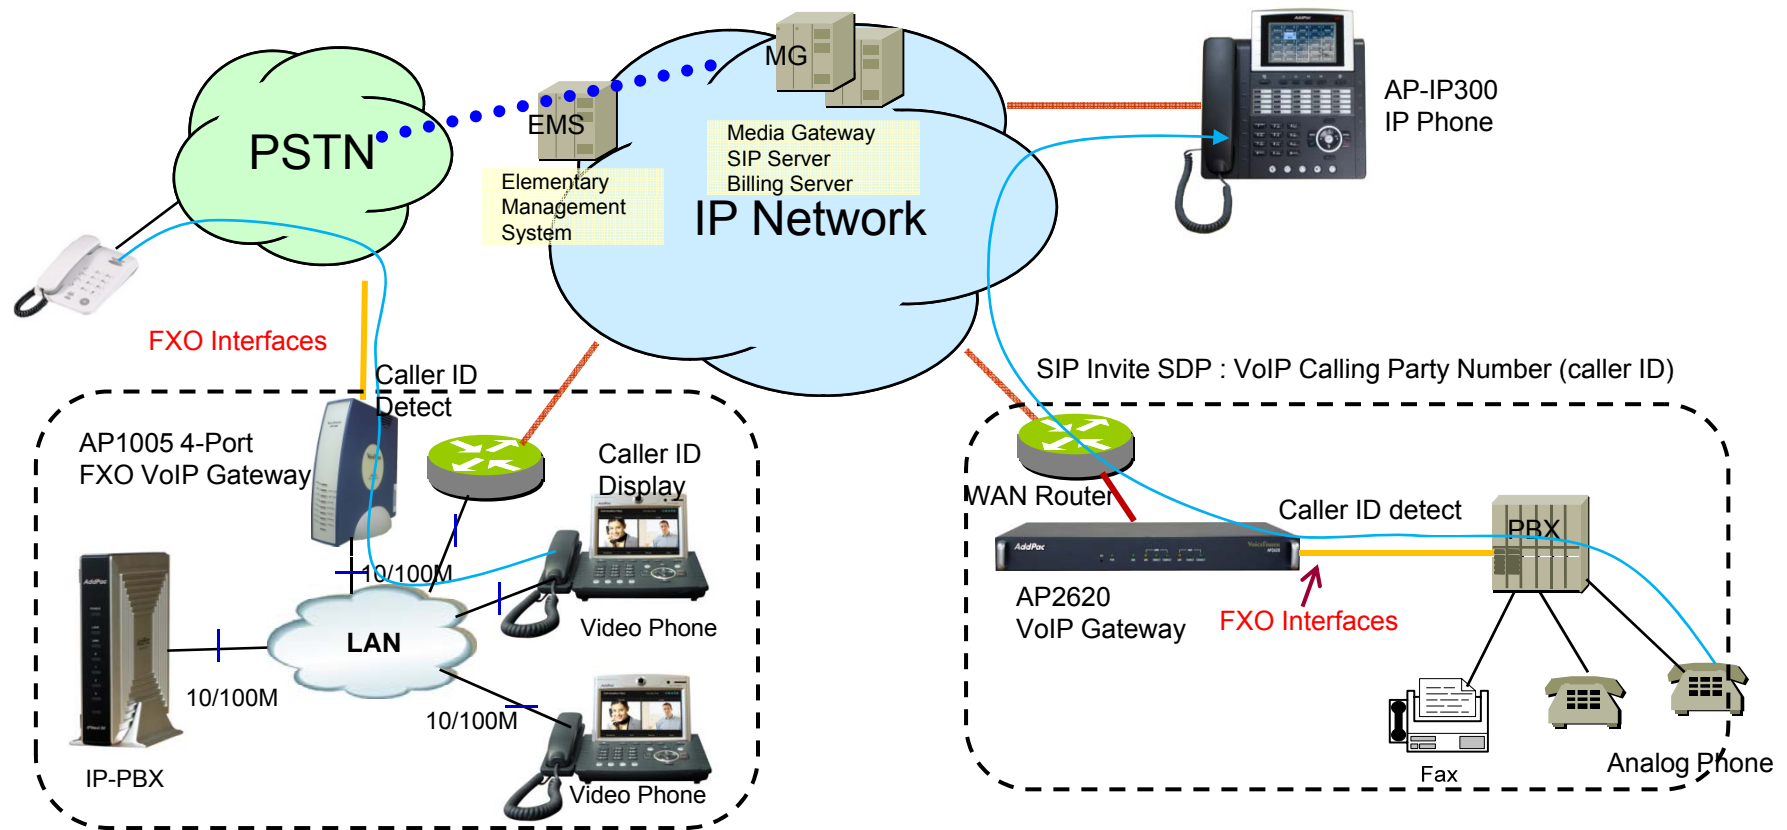 MG
EMS
PSTN
Media Gateway
SIP Server
Billing Server
Elementary
Management
System
IP Network
AddPac
AP-IP300
IP Phone
FXO Interfaces
Caller ID
Detect
AP1005 4-Port
FXO VoIP Gateway
Caller ID
Display
10/100M
LAN
Video Phone
AddPac
10/100M
10/100M
IP-PBX
Video Phone
SIP Invite SDP : VoIP Calling Party Number (caller ID)
WAN Router
Caller ID detect
PBX
AddPac
AP2620
VoIP Gateway
FXO Interfaces
Fax
Analog Phone